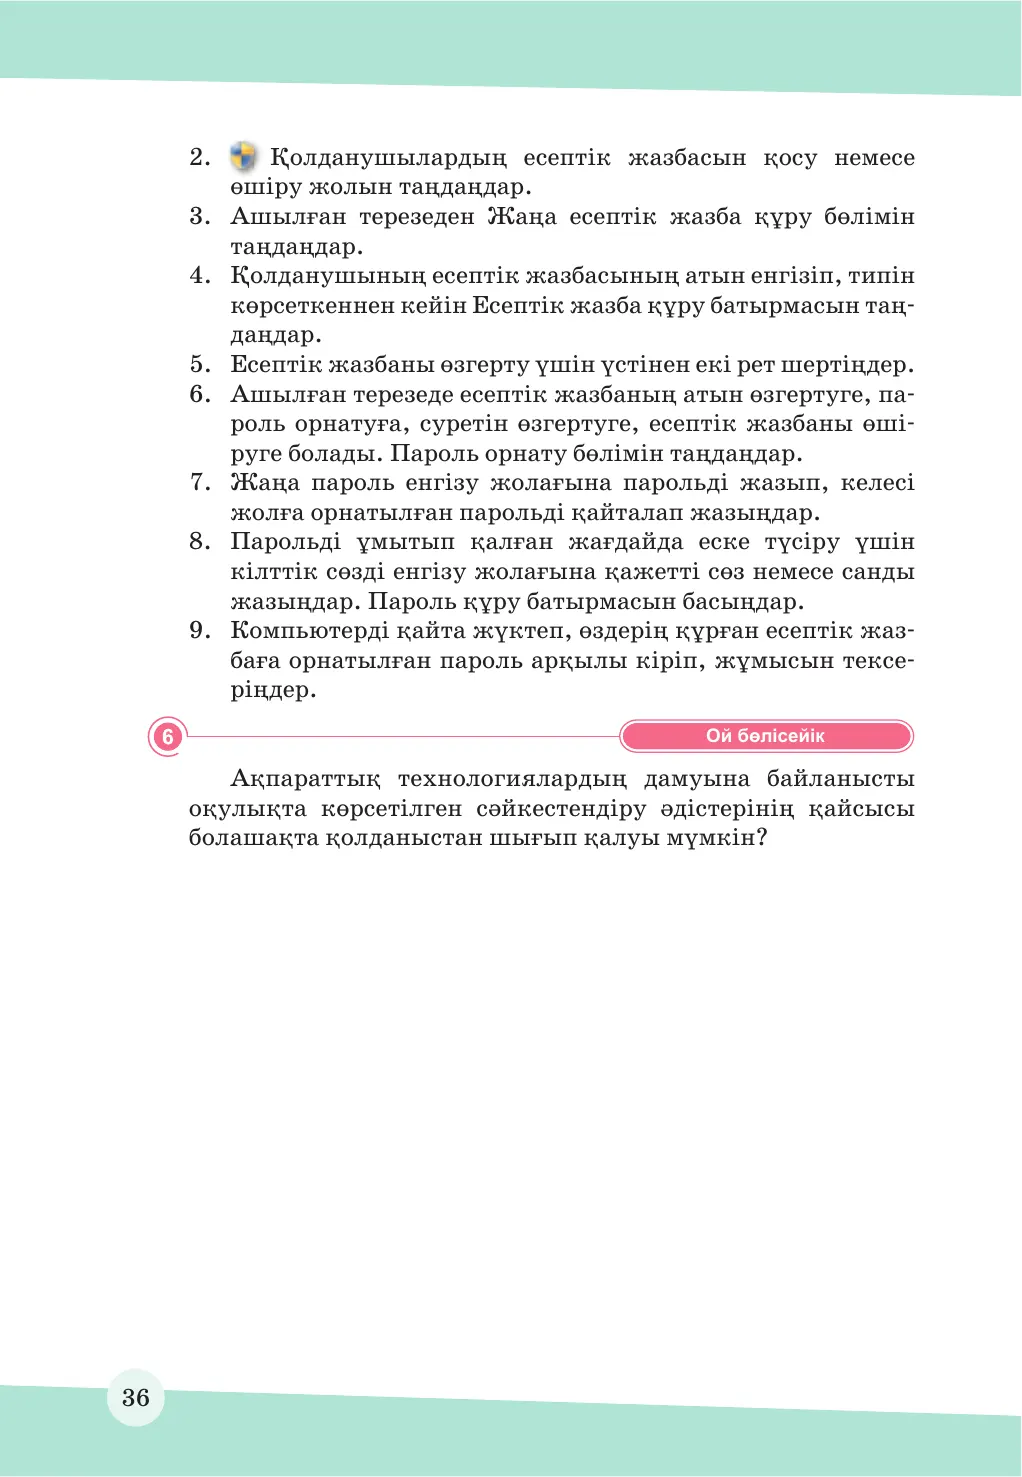 2. Қолданушылардың есептік жазбасын қосу немесе
өшіру жолын таңдаңдар.
3. Ашылған терезеден Жаңа есептік жазба құру бөлімін
таңдаңдар.
4. Қолданушының есептік жазбасының атын енгізіп, типін
көрсеткеннен кейін Есептік жазба құру батырмасын таң-
даңдар.
5. Есептік жазбаны өзгерту үшін үстінен екі рет шертіңдер.
6. Ашылған терезеде есептік жазбаның атын өзгертуге, па-
роль орнатуға, суретін өзгертуге, есептік жазбаны өші-
руге болады. Пароль орнату бөлімін таңдаңдар.
7. Жаңа пароль енгізу жолағына парольді жазып, келесі
жолға орнатылған парольді қайталап жазыңдар.
8. Парольді ұмытып қалған жағдайда еске түсіру үшін
кілттік сөзді енгізу жолағына қажетті сөз немесе санды
жазыңдар. Пароль құру батырмасын басыңдар.
9. Компьютерді қайта жүктеп, өздерің құрған есептік жаз-
баға орнатылған пароль арқылы кіріп, жұмысын тексе-
ріңдер.
6 Ой бөлісейік
Ақпараттық технологиялардың дамуына байланысты
оқулықта көрсетілген сәйкестендіру әдістерінің қайсысы
болашақта қолданыстан шығып қалуы мүмкін?
36